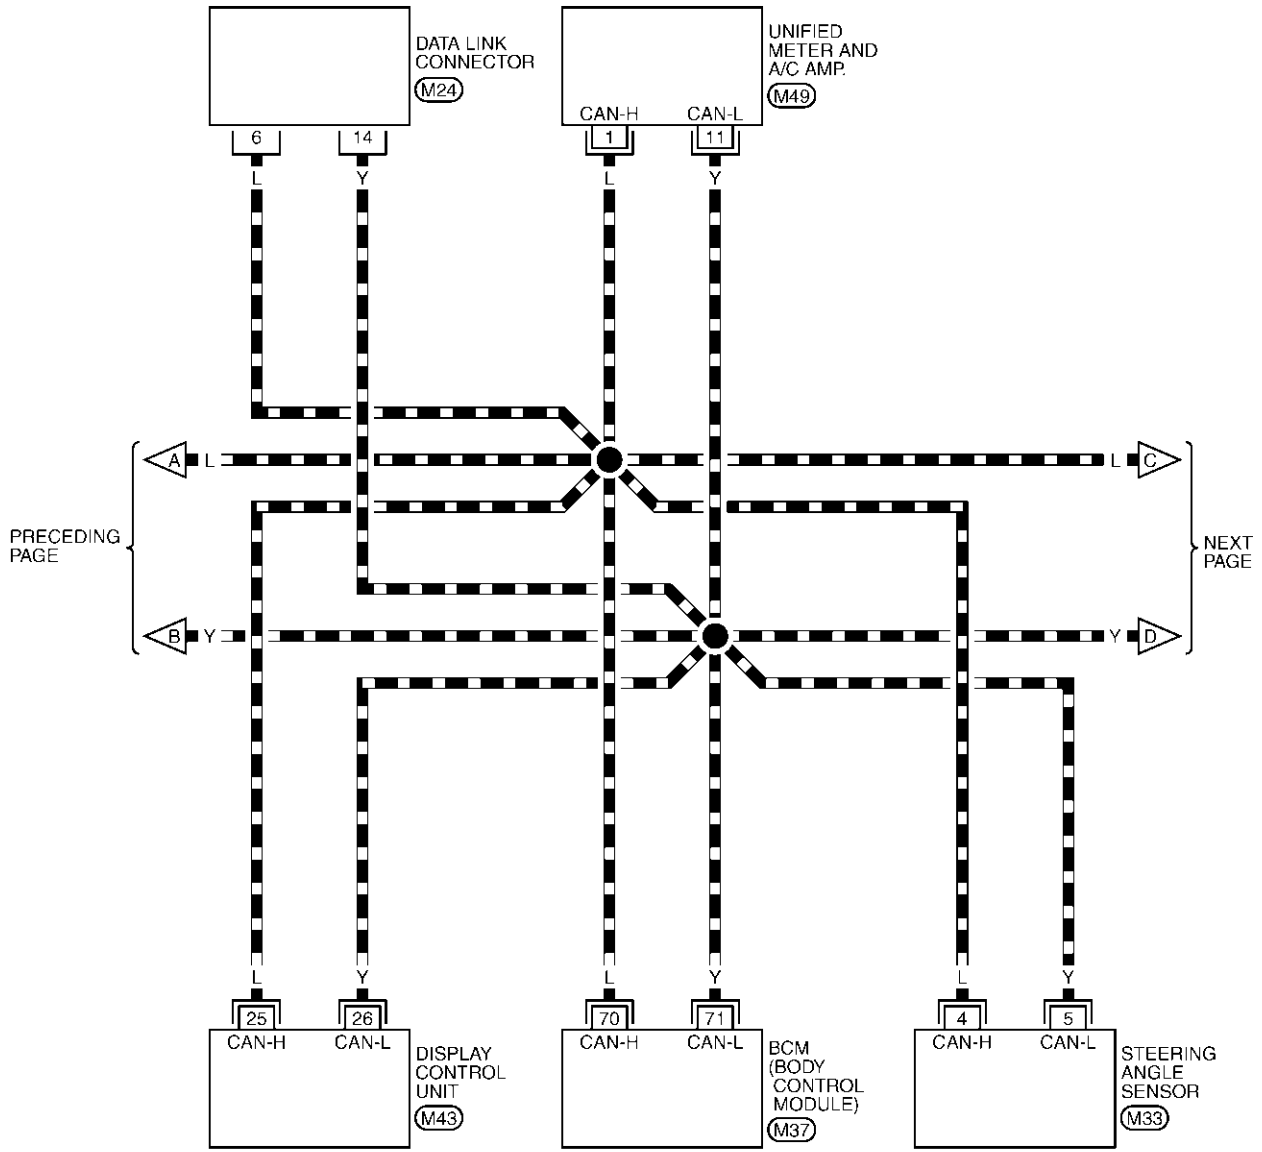 DATA LINK
CONNECTOR
M24
UNIFIED
METER AND
A/C AMP.
M49
CAN-H CAN-L
6 14 1 11
L Y L Y
A L L C
PRECEDING
PAGE
NEXT
PAGE
B Y Y D
L Y L Y L Y
25 26 70 71 4 5
CAN-H CAN-L CAN-H CAN-L CAN-H CAN-L
DISPLAY
CONTROL
UNIT
M43
BCM
(BODY
CONTROL
MODULE)
M37
STEERING
ANGLE
SENSOR
M33